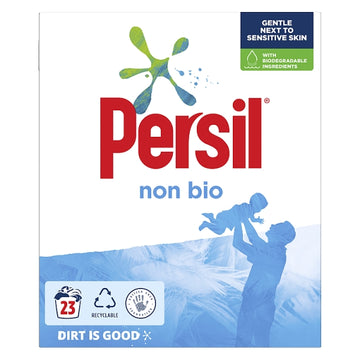 GENTLE
NEXT TO
SENSITIVE SKIN
WITH
BIODEGRADABLE
INGREDIENTS
Persil®
non bio
23
RECYCLABLE
DIRT IS GOOD